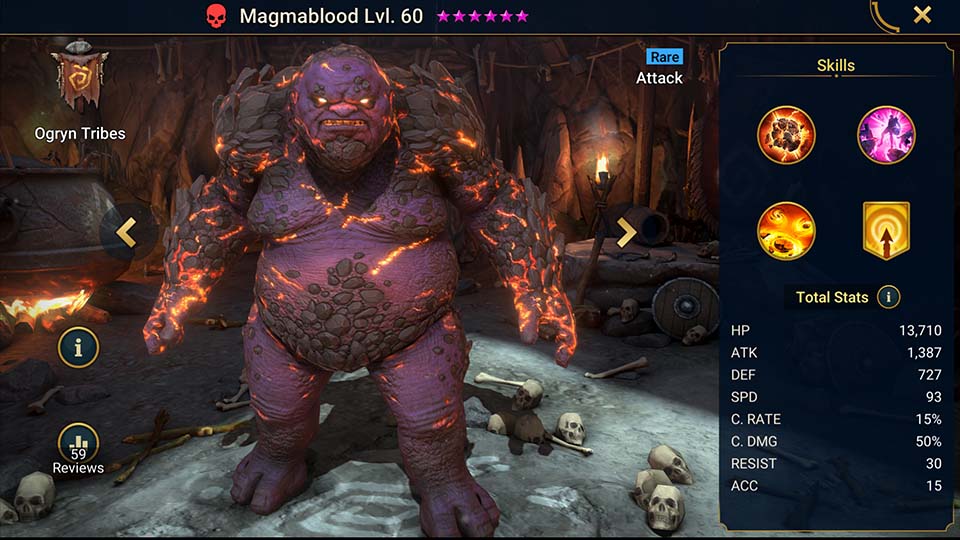 Magmablood Lvl. 60
Ogryn Tribes
Rare
Attack
59
Reviews
Skills
Total Stats
HP 13,710
ATK 1,387
DEF 727
SPD 93
C. RATE 15%
C. DMG 50%
RESIST 30
ACC 15